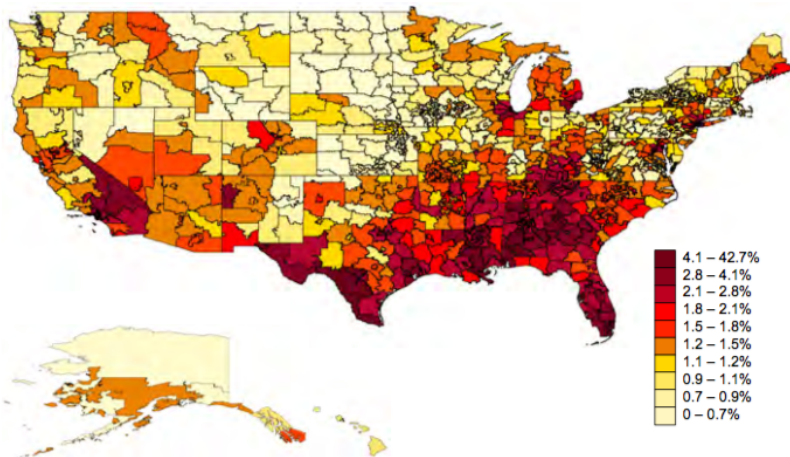 4.1 – 42.7%
2.8 – 4.1%
2.1 – 2.8%
1.8 – 2.1%
1.5 – 1.8%
1.2 – 1.5%
1.1 – 1.2%
0.9 – 1.1%
0.7 – 0.9%
0 – 0.7%